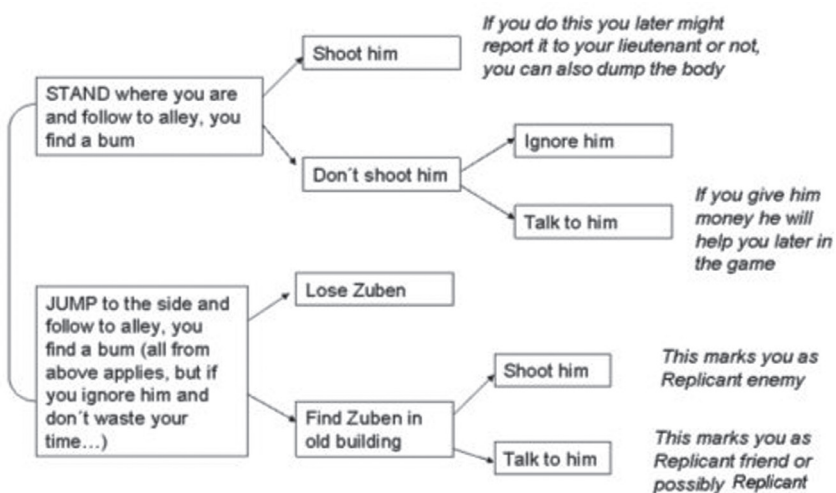 If you do this you later might
report it to your lieutenant or not,
you can also dump the body
Shoot him
STAND where you are
and follow to alley, you
find a bum
Don´t shoot him
Ignore him
Talk to him
If you give him
money he will
help you later in
the game
Lose Zuben
JUMP to the side and
follow to alley, you
find a bum (all from
above applies, but if
you ignore him and
don´t waste your
time…)
Find Zuben in
old building
Shoot him
This marks you as
Replicant enemy
Talk to him
This marks you as
Replicant friend or
possibly Replicant